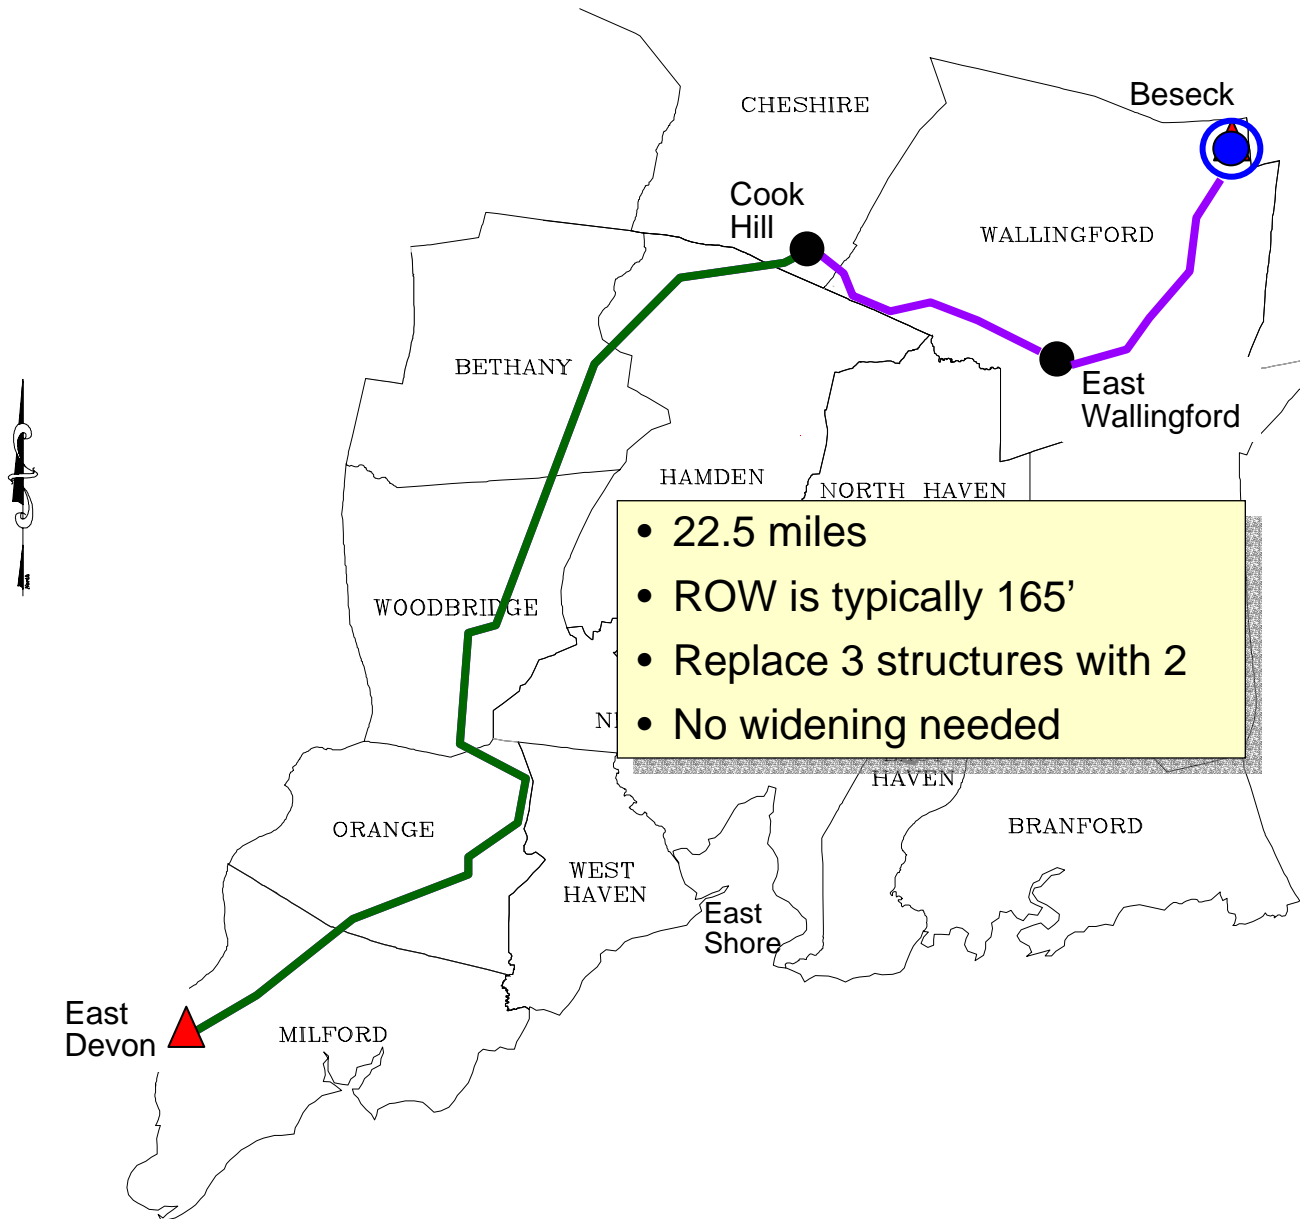 Beseck
CHESHIRE
Cook
Hill
WALLINGFORD
BETHANY
East
Wallingford
HAMDEN
NORTH HAVEN
• 22.5 miles
• ROW is typically 165’
• Replace 3 structures with 2
• No widening needed
WOODBRIDGE
HAVEN
ORANGE
BRANFORD
WEST
HAVEN
East
Shore
East
Devon
MILFORD